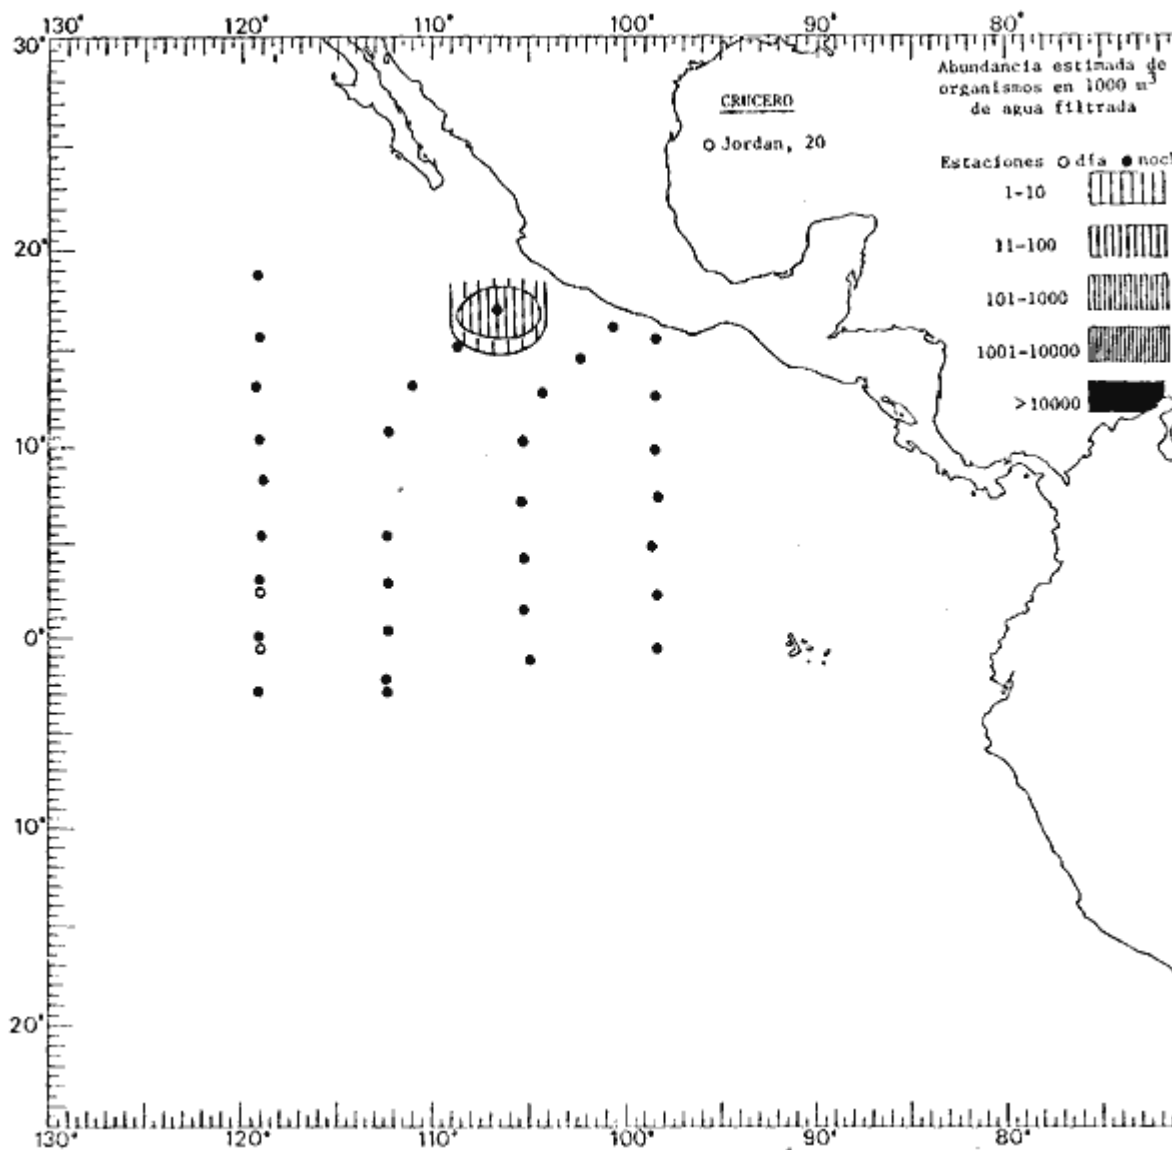 130° 120° 110° 100° 90° 80°
30°
20°
10°
0°
10°
20°
CRUCERO
o Jordan, 20
Abundancia estimada de
organismos en 1000 m³
de agua filtrada
Estaciones o día ● noch
1-10
11-100
101-1000
1001-10000
>10000
130° 120° 110° 100° 90° 80°